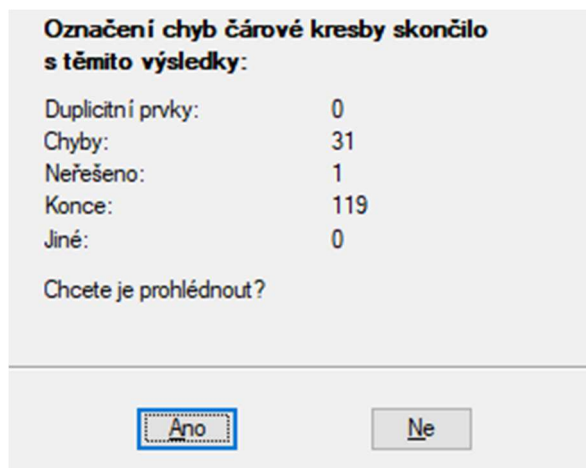 Označení chyb čárové kresby skončilo
s těmito výsledky:
Duplicitní prvky: 0
Chyby: 31
Neřešeno: 1
Konce: 119
Jiné: 0
Chcete je prohlédnout?
Ano Ne